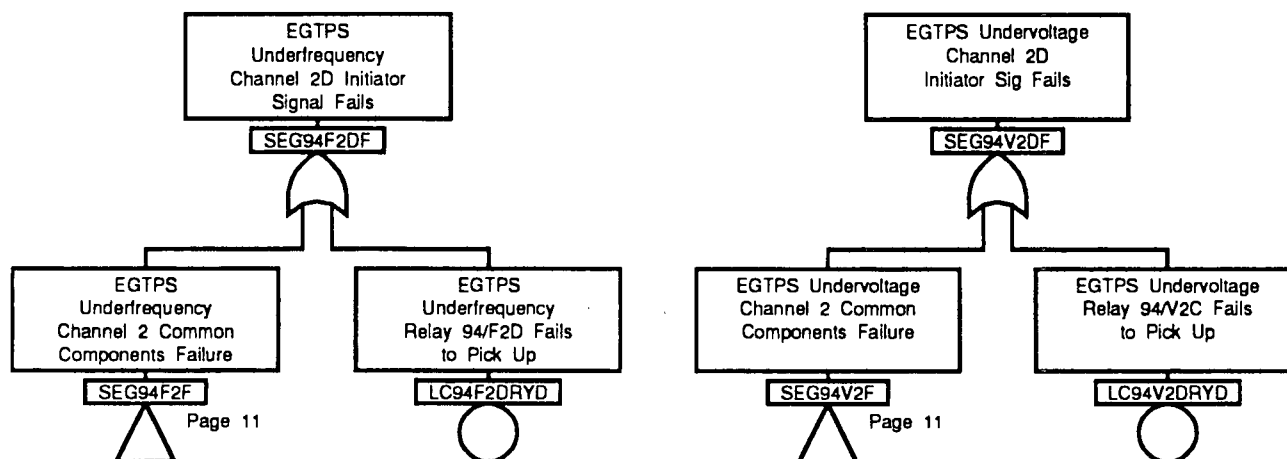 EGTPS
Underfrequency
Channel 2D Initiator
Signal Fails
SEG94F2DF
EGTPS Undervoltage
Channel 2D
Initiator Sig Fails
SEG94V2DF
EGTPS
Underfrequency
Channel 2 Common
Components Failure
SEG94F2F
Page 11
EGTPS
Underfrequency
Relay 94/F2D Fails
to Pick Up
LC94F2DRYD
EGTPS Undervoltage
Channel 2 Common
Components Failure
SEG94V2F
Page 11
EGTPS Undervoltage
Relay 94/V2C Fails
to Pick Up
LC94V2DRYD